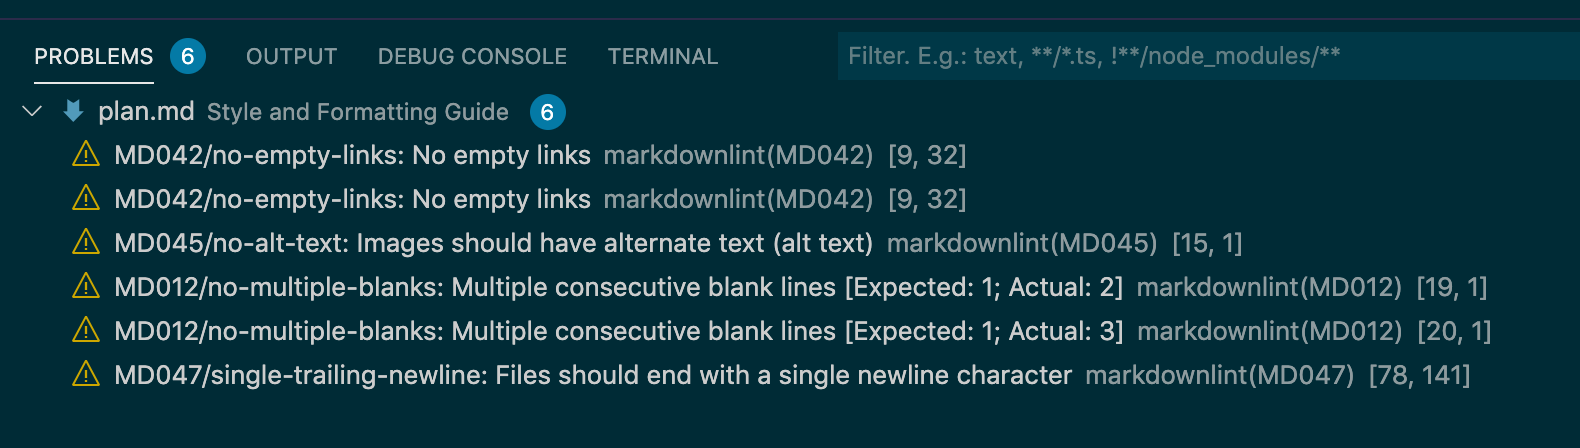 PROBLEMS 6 OUTPUT DEBUG CONSOLE TERMINAL Filter. E.g.: text, **/*.ts, !**/node_modules/**
plan.md Style and Formatting Guide 6
MD042/no-empty-links: No empty links markdownlint(MD042) [9, 32]
MD042/no-empty-links: No empty links markdownlint(MD042) [9, 32]
MD045/no-alt-text: Images should have alternate text (alt text) markdownlint(MD045) [15, 1]
MD012/no-multiple-blanks: Multiple consecutive blank lines [Expected: 1; Actual: 2] markdownlint(MD012) [19, 1]
MD012/no-multiple-blanks: Multiple consecutive blank lines [Expected: 1; Actual: 3] markdownlint(MD012) [20, 1]
MD047/single-trailing-newline: Files should end with a single newline character markdownlint(MD047) [78, 141]